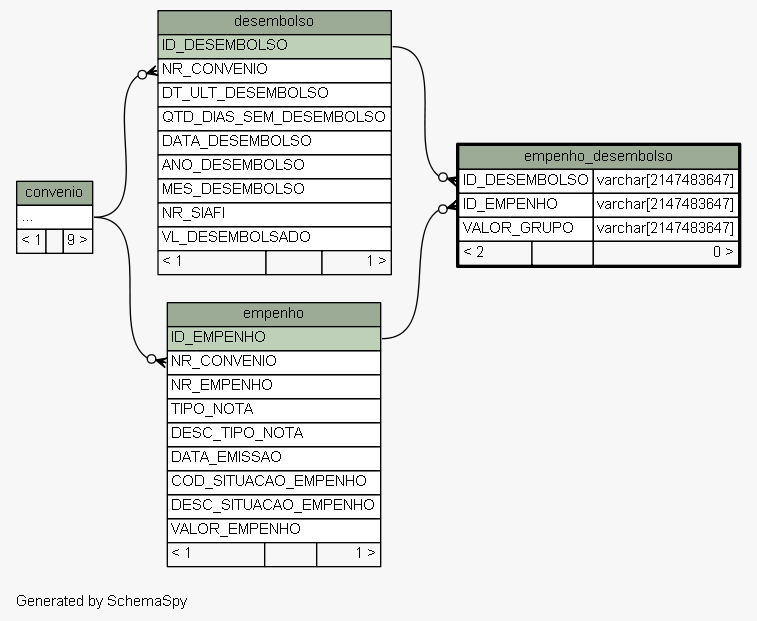 desembolso
ID_DESEMBOLSO
NR_CONVENIO
DT_ULT_DESEMBOLSO
QTD_DIAS_SEM_DESEMBOLSO
DATA_DESEMBOLSO
ANO_DESEMBOLSO
MES_DESEMBOLSO
NR_SIAFI
VL_DESEMBOLSADO
< 1 1 >
convenio
...
< 1 9 >
empenho_desembolso
ID_DESEMBOLSO varchar[2147483647]
ID_EMPENHO varchar[2147483647]
VALOR_GRUPO varchar[2147483647]
< 2 0 >
empenho
ID_EMPENHO
NR_CONVENIO
NR_EMPENHO
TIPO_NOTA
DESC_TIPO_NOTA
DATA_EMISSAO
COD_SITUACAO_EMPENHO
DESC_SITUACAO_EMPENHO
VALOR_EMPENHO
< 1 1 >
Generated by SchemaSpy